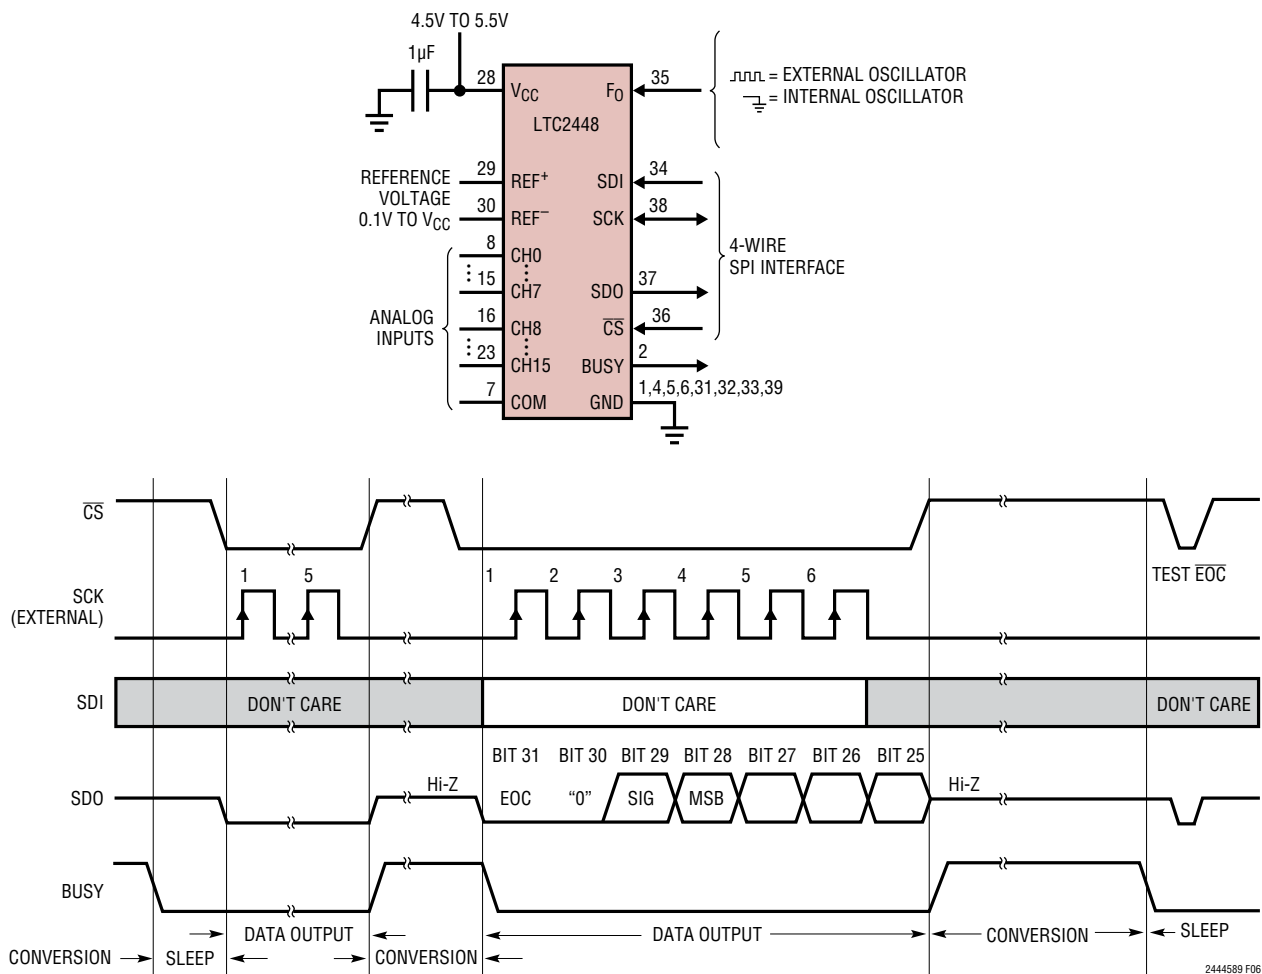 4.5V TO 5.5V
1µF
28
V_CC
F_O
35
= EXTERNAL OSCILLATOR
= INTERNAL OSCILLATOR
LTC2448
REFERENCE
VOLTAGE
0.1V TO V_CC
29
REF+
SDI
34
30
REF–
SCK
38
4-WIRE
SPI INTERFACE
8
CH0
15
CH7
SDO
37
ANALOG
INPUTS
16
CH8
CS
36
23
CH15
BUSY
2
7
COM
GND
1,4,5,6,31,32,33,39
CS
TEST EOC
SCK
(EXTERNAL)
1 5 1 2 3 4 5 6
SDI
DON'T CARE DON'T CARE DON'T CARE
BIT 31 BIT 30 BIT 29 BIT 28 BIT 27 BIT 26 BIT 25
SDO
Hi-Z EOC “0” SIG MSB Hi-Z
BUSY
DATA OUTPUT DATA OUTPUT CONVERSION SLEEP
CONVERSION SLEEP CONVERSION
2444589 F06